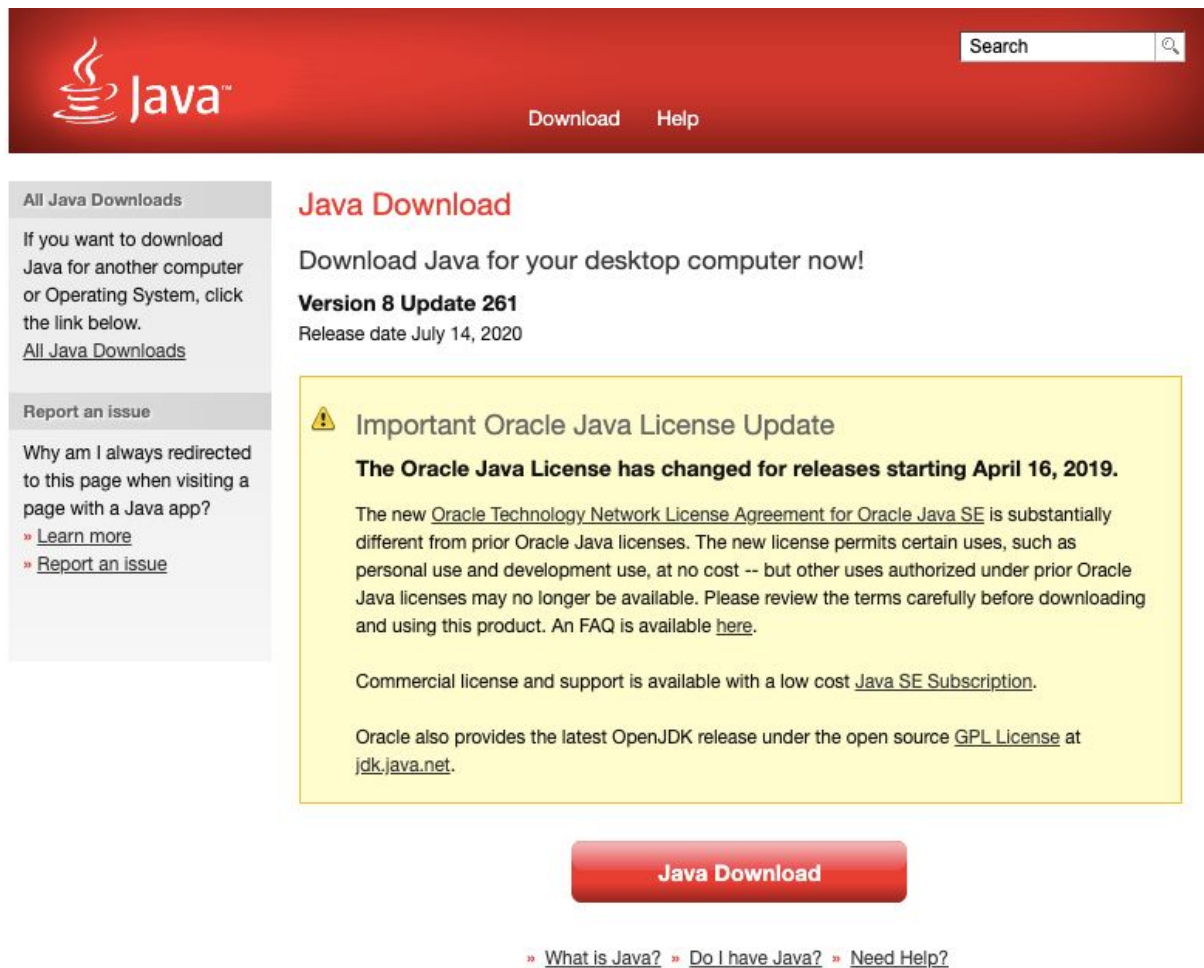 Java™
Search
Download Help
All Java Downloads
If you want to download
Java for another computer
or Operating System, click
the link below.
All Java Downloads
Report an issue
Why am I always redirected
to this page when visiting a
page with a Java app?
» Learn more
» Report an issue
Java Download
Download Java for your desktop computer now!
Version 8 Update 261
Release date July 14, 2020
Important Oracle Java License Update
The Oracle Java License has changed for releases starting April 16, 2019.
The new Oracle Technology Network License Agreement for Oracle Java SE is substantially
different from prior Oracle Java licenses. The new license permits certain uses, such as
personal use and development use, at no cost -- but other uses authorized under prior Oracle
Java licenses may no longer be available. Please review the terms carefully before downloading
and using this product. An FAQ is available here.
Commercial license and support is available with a low cost Java SE Subscription.
Oracle also provides the latest OpenJDK release under the open source GPL License at
jdk.java.net.
Java Download
» What is Java? » Do I have Java? » Need Help?